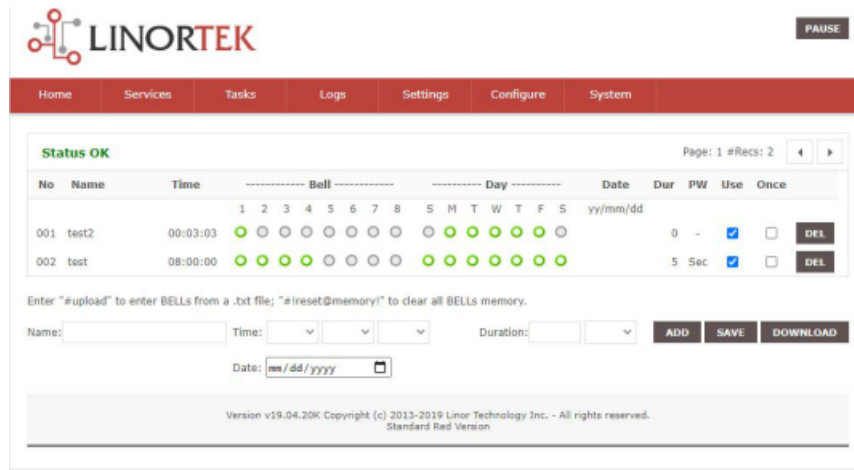 LINORTEK
PAUSE
Home Services Tasks Logs Settings Configure System
Status OK Page: 1 #Recs: 2
No Name Time ------------ Bell ------------ ---------- Day ---------- Date Dur PW Use Once
1 2 3 4 5 6 7 8 S M T W T F S yy/mm/dd
001 test2 00:03:03 0 - DEL
002 test 08:00:00 5 Sec DEL
Enter "#upload" to enter BELLs from a .txt file; "#!reset@memory!" to clear all BELLs memory.
Name: Time: Duration: ADD SAVE DOWNLOAD
Date: mm/dd/yyyy
Version v19.04.20K Copyright (c) 2013-2019 Linor Technology Inc. - All rights reserved.
Standard Red Version